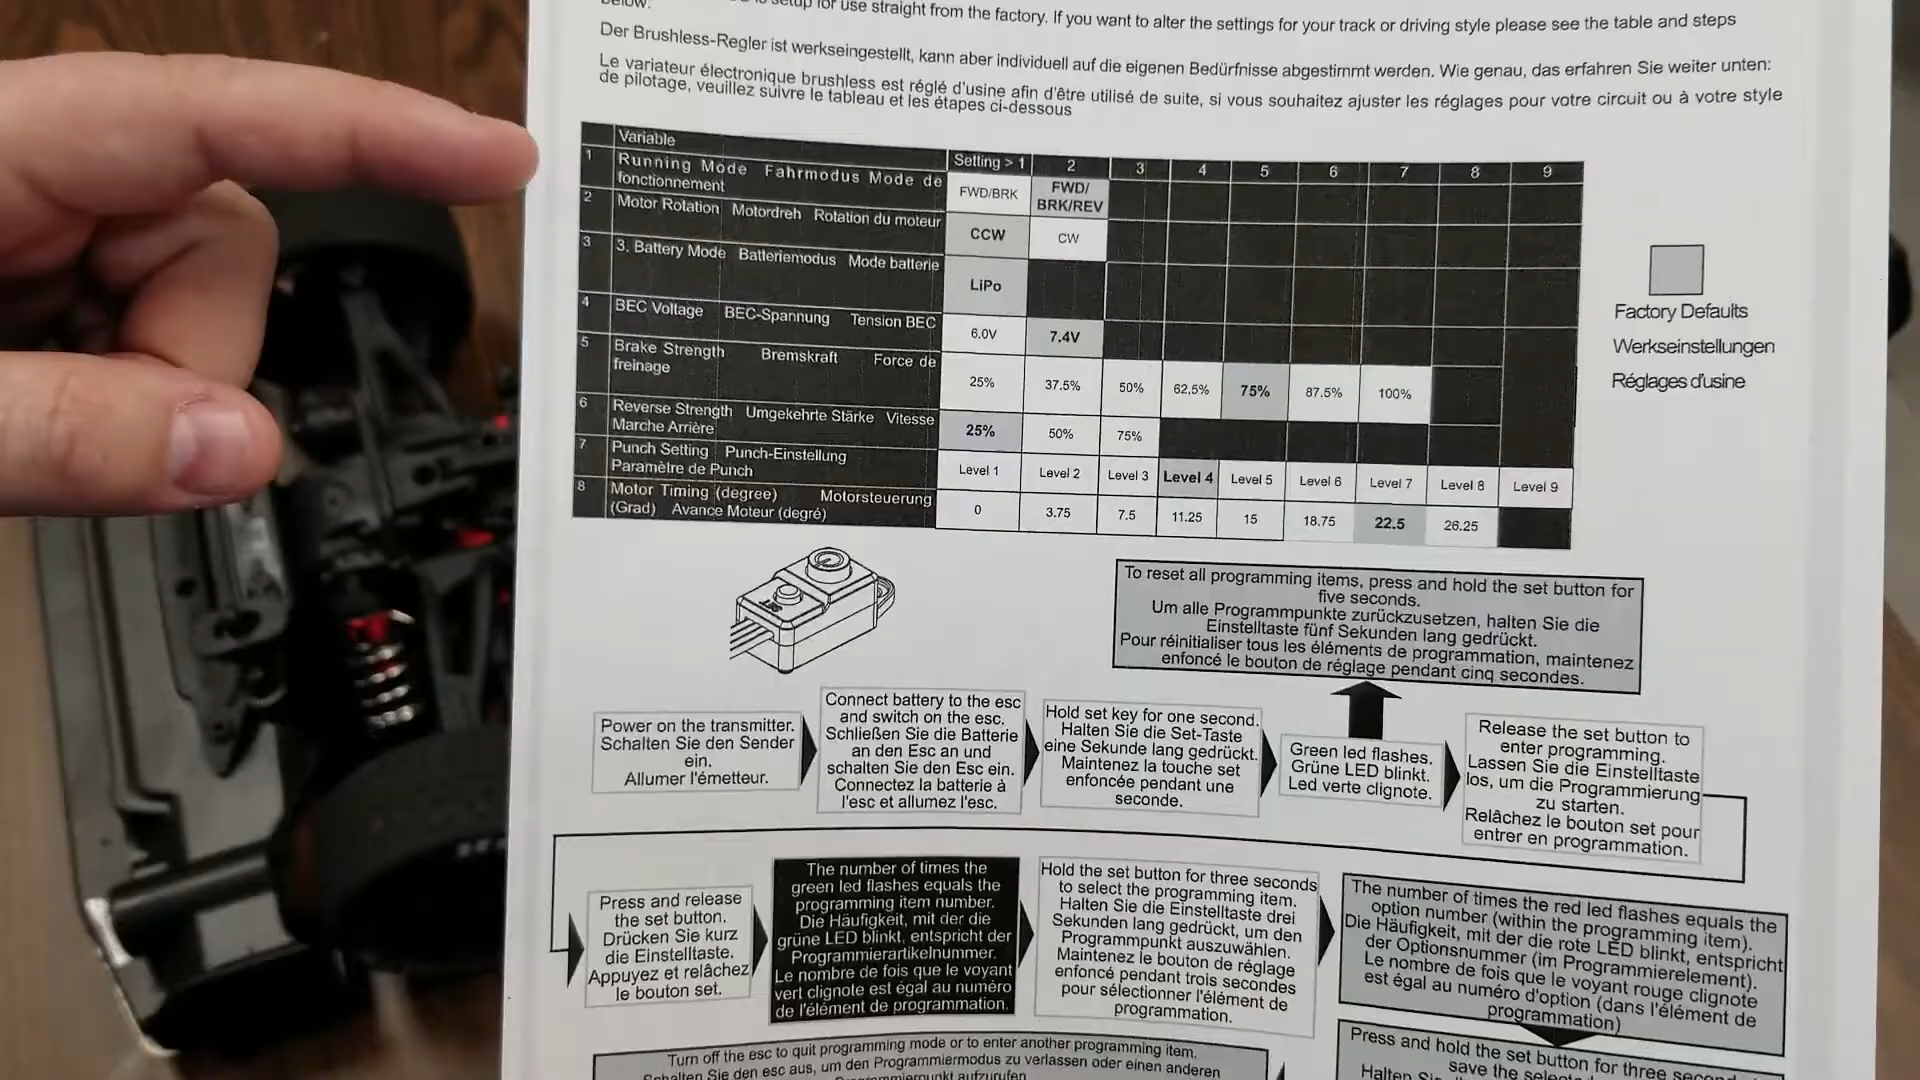 below.
setup for use straight from the factory. If you want to alter the settings for your track or driving style please see the table and steps
Der Brushless-Regler ist werkseingestellt, kann aber individuell auf die eigenen Bedürfnisse abgestimmt werden. Wie genau, das erfahren Sie weiter unten:
Le variateur électronique brushless est réglé d'usine afin d'être utilisé de suite, si vous souhaitez ajuster les réglages pour votre circuit ou à votre style
de pilotage, veuillez suivre le tableau et les étapes ci-dessous
Variable Setting > 1 2 3 4 5 6 7 8 9
1 Running Mode Fahrmodus Mode de
fonctionnement
FWD/BRK FWD/
BRK/REV
2 Motor Rotation Motordreh Rotation du moteur
CCW CW
3 3. Battery Mode Batteriemodus Mode batterie
LiPo
4 BEC Voltage BEC-Spannung Tension BEC
6.0V 7.4V
5 Brake Strength Bremskraft Force de
freinage
25% 37.5% 50% 62.5% 75% 87.5% 100%
6 Reverse Strength Umgekehrte Stärke Vitesse
Marche Arrière
25% 50% 75%
7 Punch Setting Punch-Einstellung
Paramètre de Punch
Level 1 Level 2 Level 3 Level 4 Level 5 Level 6 Level 7 Level 8 Level 9
8 Motor Timing (degree) Motorsteuerung
(Grad) Avance Moteur (degré)
0 3.75 7.5 11.25 15 18.75 22.5 26.25
Factory Defaults
Werkseinstellungen
Réglages d'usine
SET
To reset all programming items, press and hold the set button for
five seconds.
Um alle Programmpunkte zurückzusetzen, halten Sie die
Einstelltaste fünf Sekunden lang gedrückt.
Pour réinitialiser tous les éléments de programmation, maintenez
enfoncé le bouton de réglage pendant cinq secondes.
Power on the transmitter.
Schalten Sie den Sender
ein.
Allumer l'émetteur.
Connect battery to the esc
and switch on the esc.
Schließen Sie die Batterie
an den Esc an und
schalten Sie den Esc ein.
Connectez la batterie à
l'esc et allumez l'esc.
Hold set key for one second.
Halten Sie die Set-Taste
eine Sekunde lang gedrückt.
Maintenez la touche set
enfoncée pendant une
seconde.
Green led flashes.
Grüne LED blinkt.
Led verte clignote.
Release the set button to
enter programming.
Lassen Sie die Einstelltaste
los, um die Programmierung
zu starten.
Relâchez le bouton set pour
entrer en programmation.
Press and release
the set button.
Drücken Sie kurz
die Einstelltaste.
Appuyez et relâchez
le bouton set.
The number of times the
green led flashes equals the
programming item number.
Die Häufigkeit, mit der die
grüne LED blinkt, entspricht der
Programmierartikelnummer.
Le nombre de fois que le voyant
vert clignote est égal au numéro
de l'élément de programmation.
Hold the set button for three seconds
to select the programming item.
Halten Sie die Einstelltaste drei
Sekunden lang gedrückt, um den
Programmpunkt auszuwählen.
Maintenez le bouton de réglage
enfoncé pendant trois secondes
pour sélectionner l'élément de
programmation.
The number of times the red led flashes equals the
option number (within the programming item).
Die Häufigkeit, mit der die rote LED blinkt, entspricht
der Optionsnummer (im Programmierelement).
Le nombre de fois que le voyant rouge clignote
est égal au numéro d'option (dans l'élément de
programmation)
Turn off the esc to quit programming mode or to enter another programming item.
Schalten Sie den esc aus, um den Programmiermodus zu verlassen oder einen anderen
Programmierpunkt aufzurufen
Press and hold the set button for three
save the
Halten